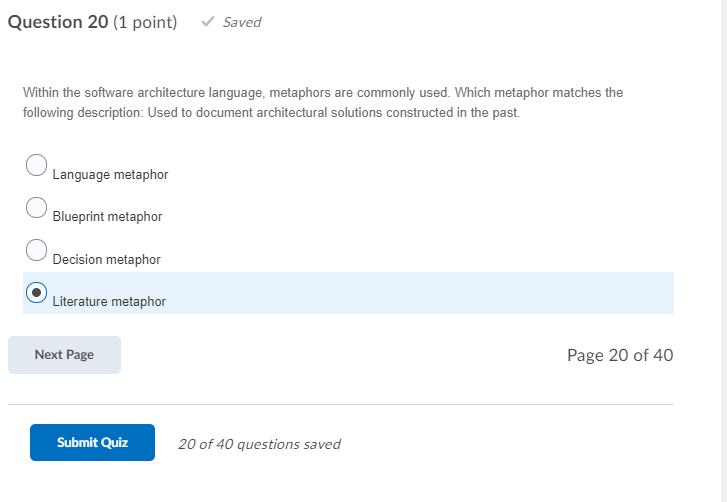 Question 20 (1 point) Saved
Within the software architecture language, metaphors are commonly used. Which metaphor matches the
following description: Used to document architectural solutions constructed in the past.
Language metaphor
Blueprint metaphor
Decision metaphor
Literature metaphor
Next Page Page 20 of 40
Submit Quiz 20 of 40 questions saved